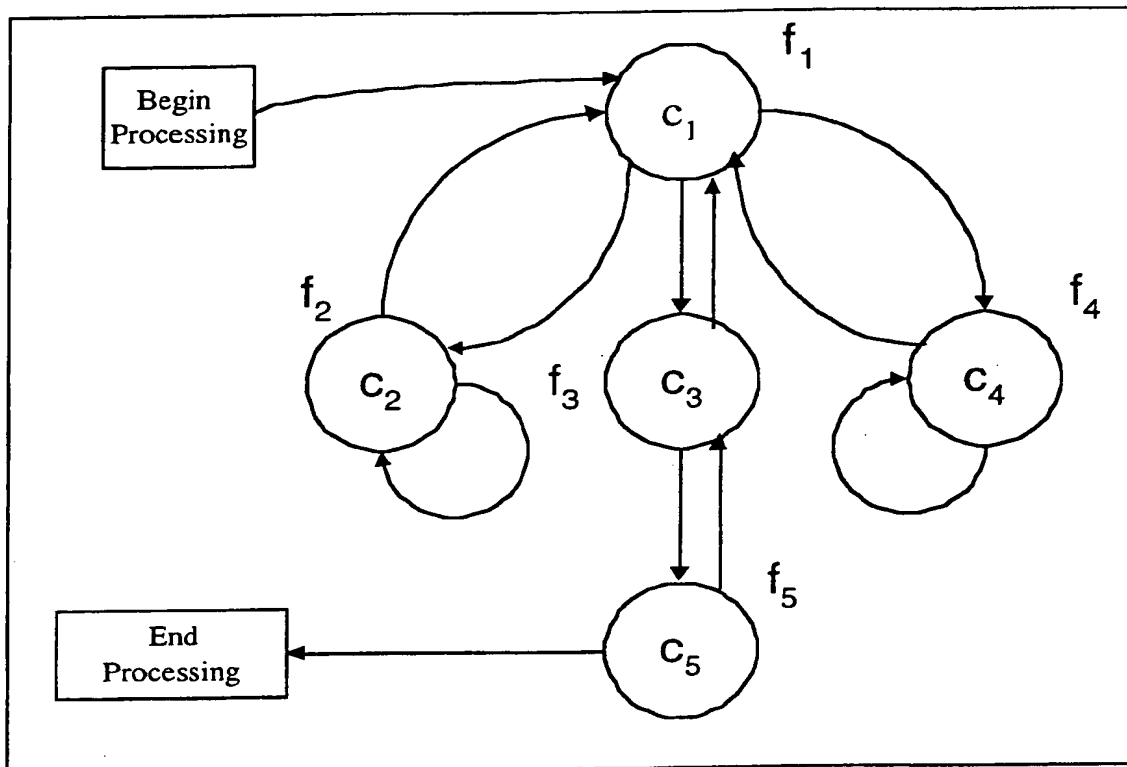 f₁
Begin
Processing
C₁
f₂
f₄
C₂
f₃
C₃
C₄
f₅
End
Processing
C₅